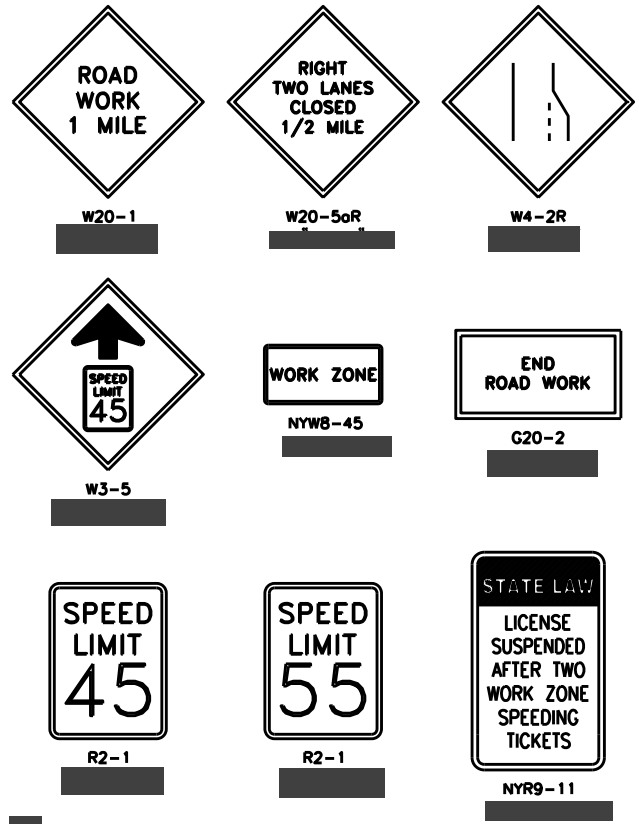 ROAD
WORK
1 MILE
W20-1
RIGHT
TWO LANES
CLOSED
1/2 MILE
W20-5aR
W4-2R
SPEED
LIMIT
45
W3-5
WORK ZONE
NYW8-45
END
ROAD WORK
G20-2
SPEED
LIMIT
45
R2-1
SPEED
LIMIT
55
R2-1
STATE LAW
LICENSE
SUSPENDED
AFTER TWO
WORK ZONE
SPEEDING
TICKETS
NYR9-11